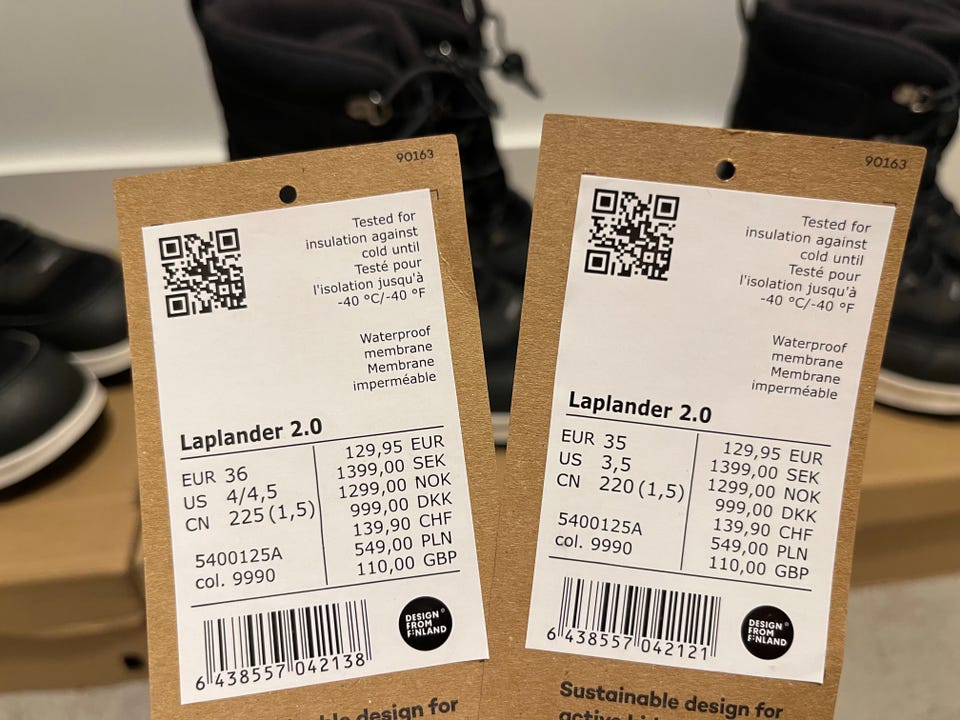 90163
Tested for
insulation against
cold until
Testé pour
l'isolation jusqu'à
-40 °C/-40 °F
Waterproof
membrane
Membrane
imperméable
Laplander 2.0
EUR 36
US 4/4,5
CN 225 (1,5)
5400125A
col. 9990
129,95 EUR
1399,00 SEK
1299,00 NOK
999,00 DKK
139,90 CHF
549,00 PLN
110,00 GBP
6 438557 042138
DESIGN
FROM
FINLAND
design for
90163
Tested for
insulation against
cold until
Testé pour
l'isolation jusqu'à
-40 °C/-40 °F
Waterproof
membrane
Membrane
imperméable
Laplander 2.0
EUR 35
US 3,5
CN 220 (1,5)
5400125A
col. 9990
129,95 EUR
1399,00 SEK
1299,00 NOK
999,00 DKK
139,90 CHF
549,00 PLN
110,00 GBP
6 438557 042121
DESIGN
FROM
FINLAND
Sustainable design for